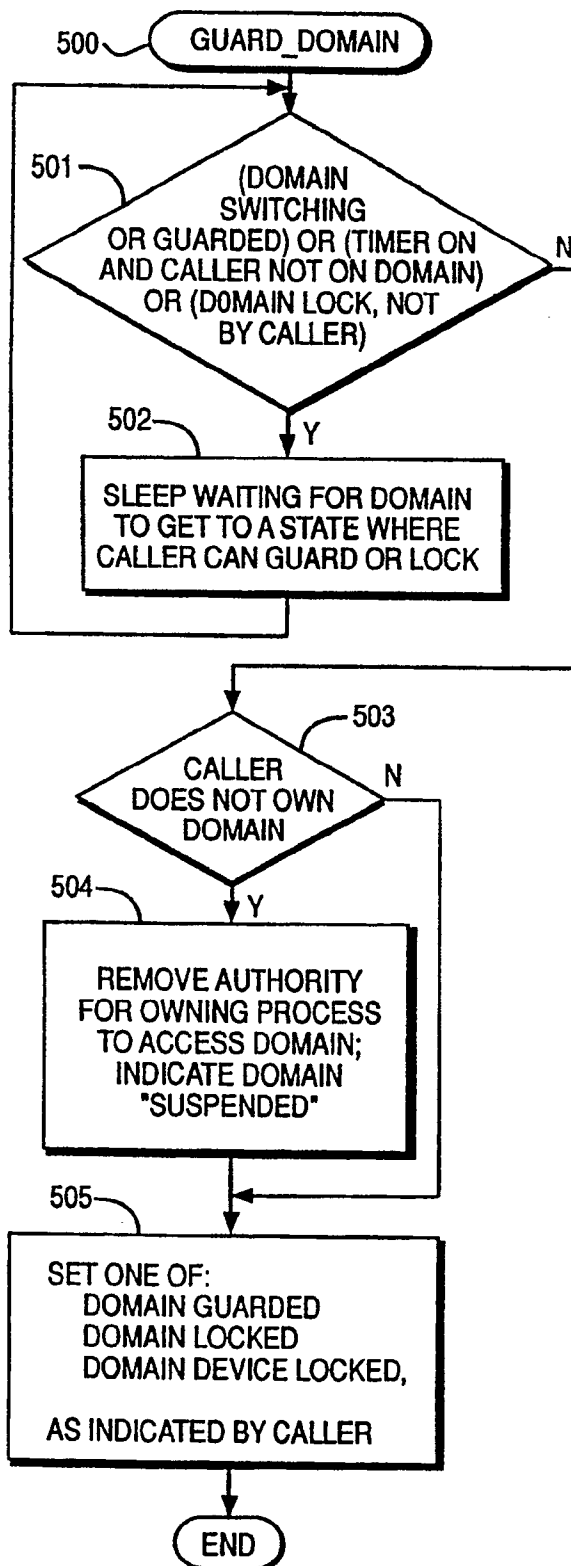 500
GUARD_DOMAIN
501
(DOMAIN
SWITCHING
OR GUARDED) OR (TIMER ON
AND CALLER NOT ON DOMAIN)
OR (D0MAIN LOCK, NOT
BY CALLER)
N
Y
502
SLEEP WAITING FOR DOMAIN
TO GET TO A STATE WHERE
CALLER CAN GUARD OR LOCK
503
CALLER
DOES NOT OWN
DOMAIN
N
Y
504
REMOVE AUTHORITY
FOR OWNING PROCESS
TO ACCESS DOMAIN;
INDICATE DOMAIN
"SUSPENDED"
505
SET ONE OF:
DOMAIN GUARDED
DOMAIN LOCKED
DOMAIN DEVICE LOCKED,
AS INDICATED BY CALLER
END